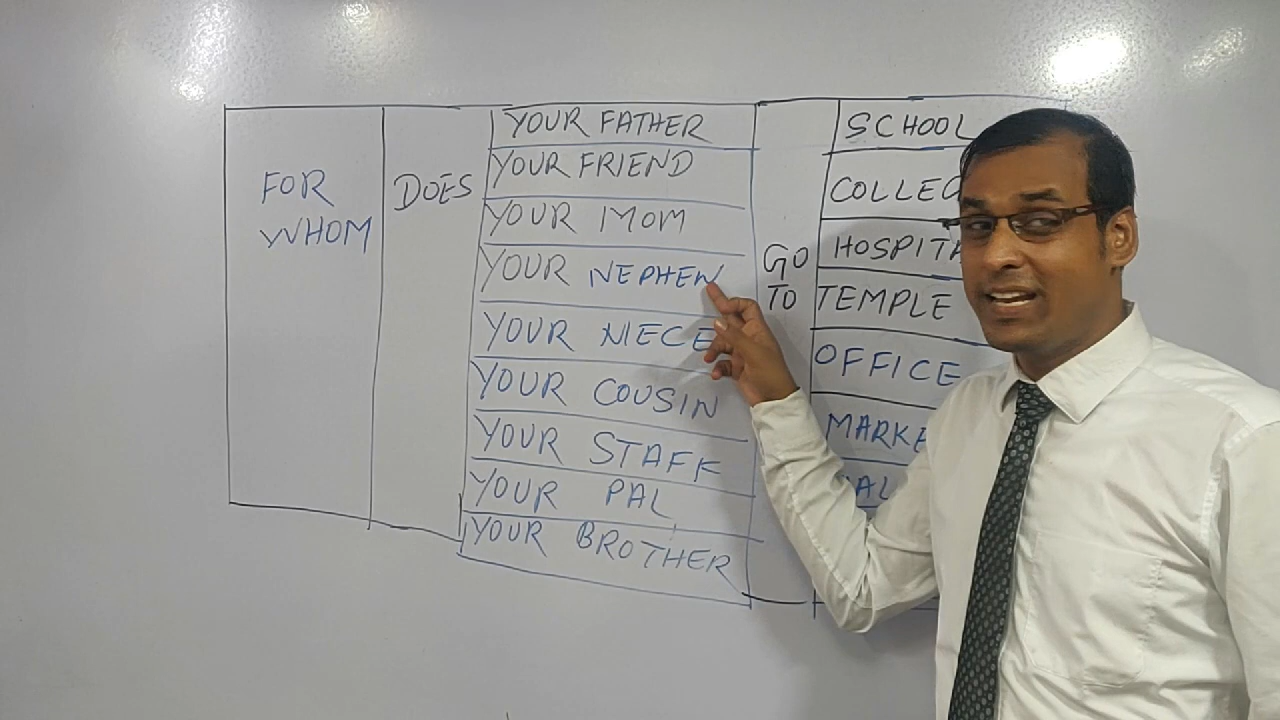 FOR
WHOM
DOES
YOUR FATHER
YOUR FRIEND
YOUR MOM
YOUR NEPHEW
YOUR NIECE
YOUR COUSIN
YOUR STAFF
YOUR PAL
YOUR BROTHER
GO
TO
SCHOOL
TEMPLE
OFFICE